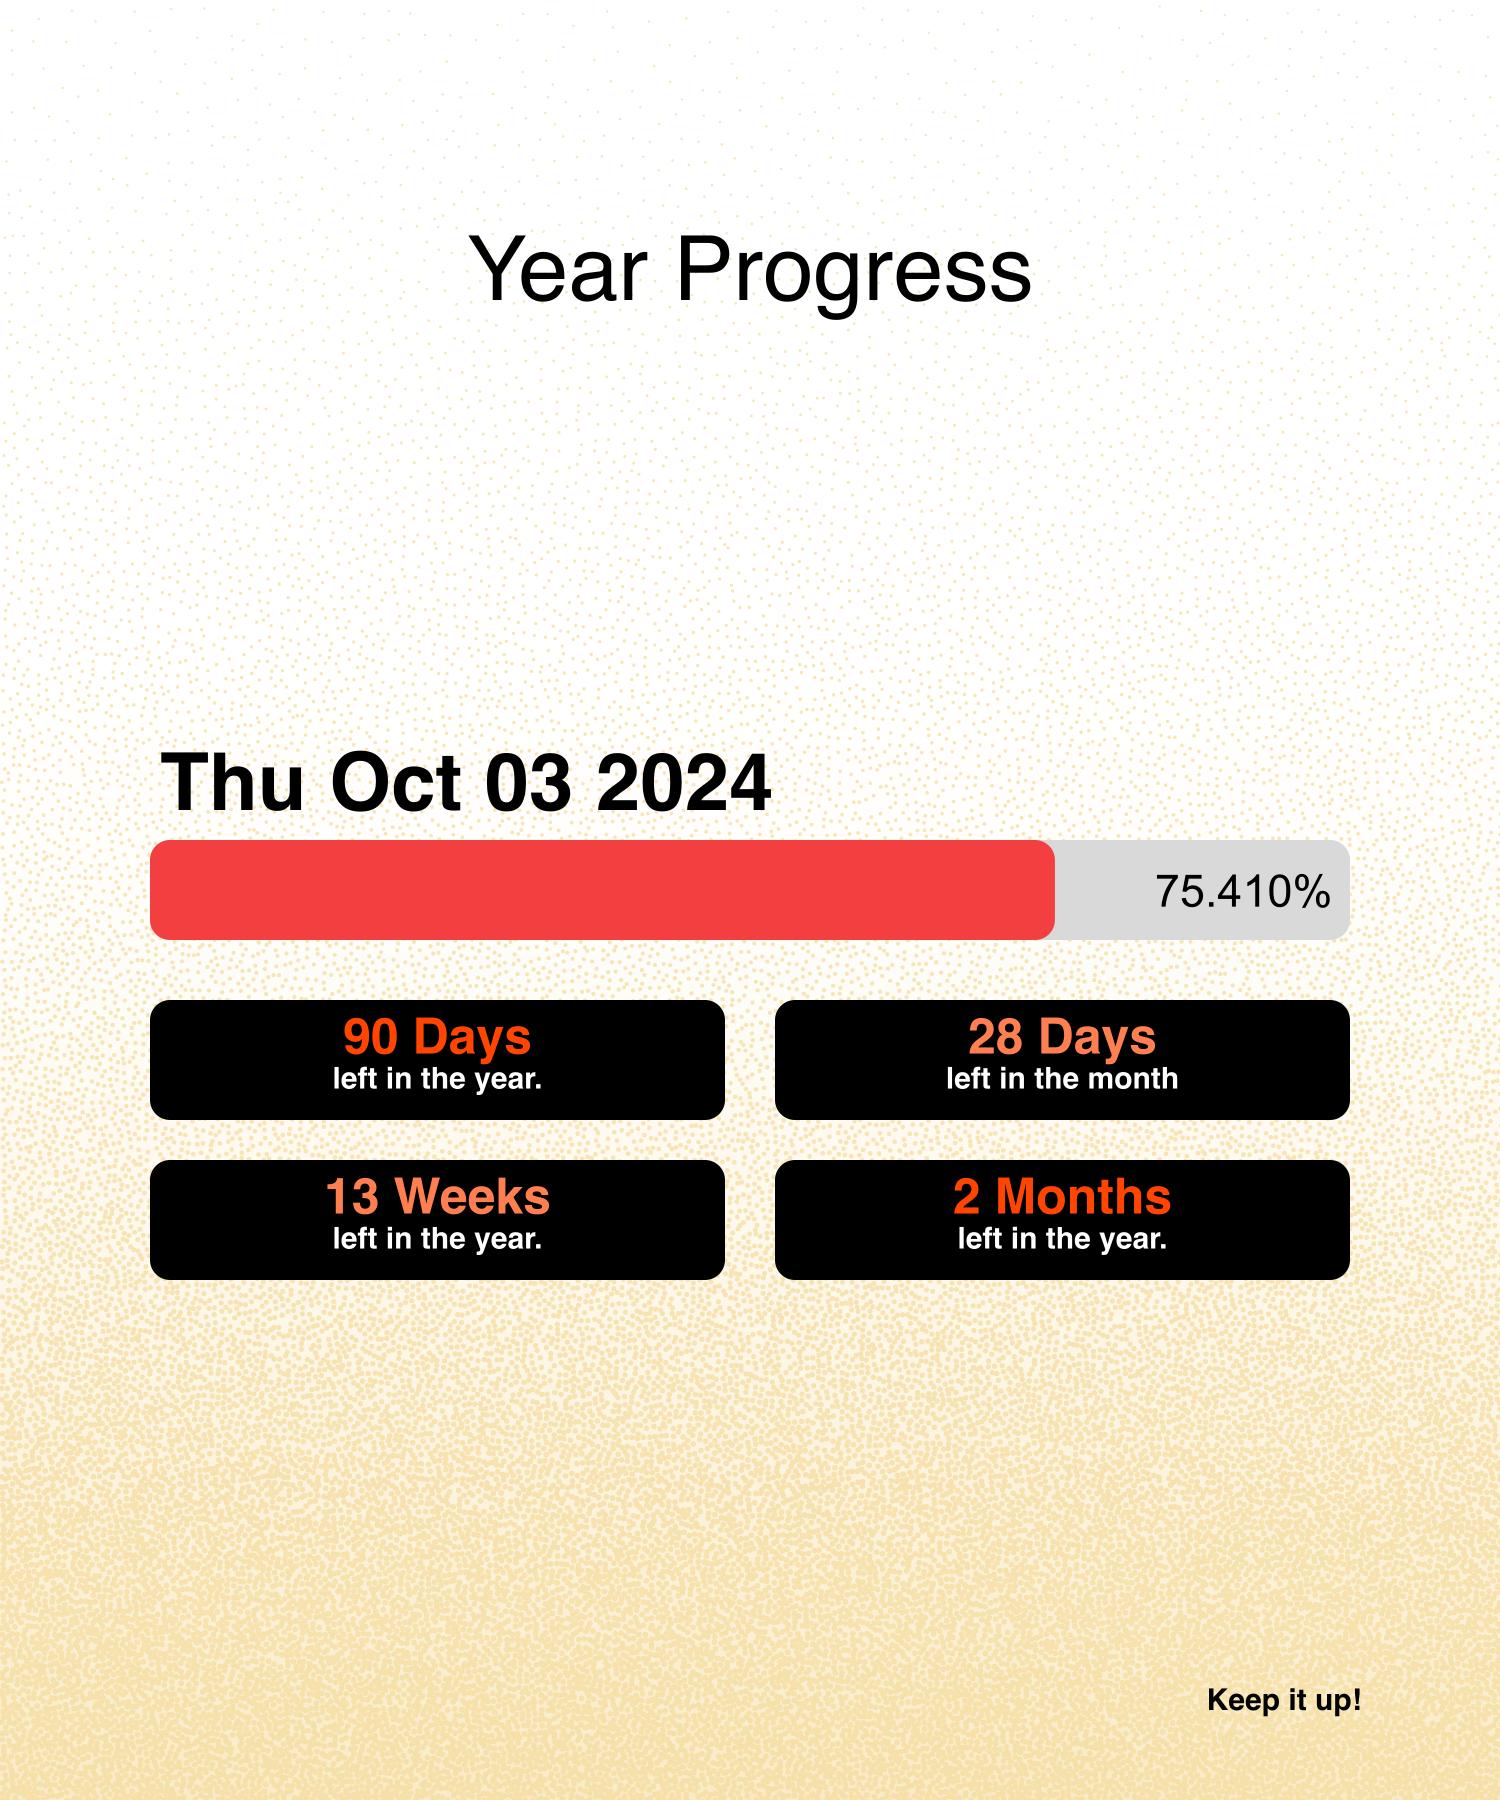 Year Progress
Thu Oct 03 2024
75.410%
90 Days
left in the year.
28 Days
left in the month
13 Weeks
left in the year.
2 Months
left in the year.
Keep it up!